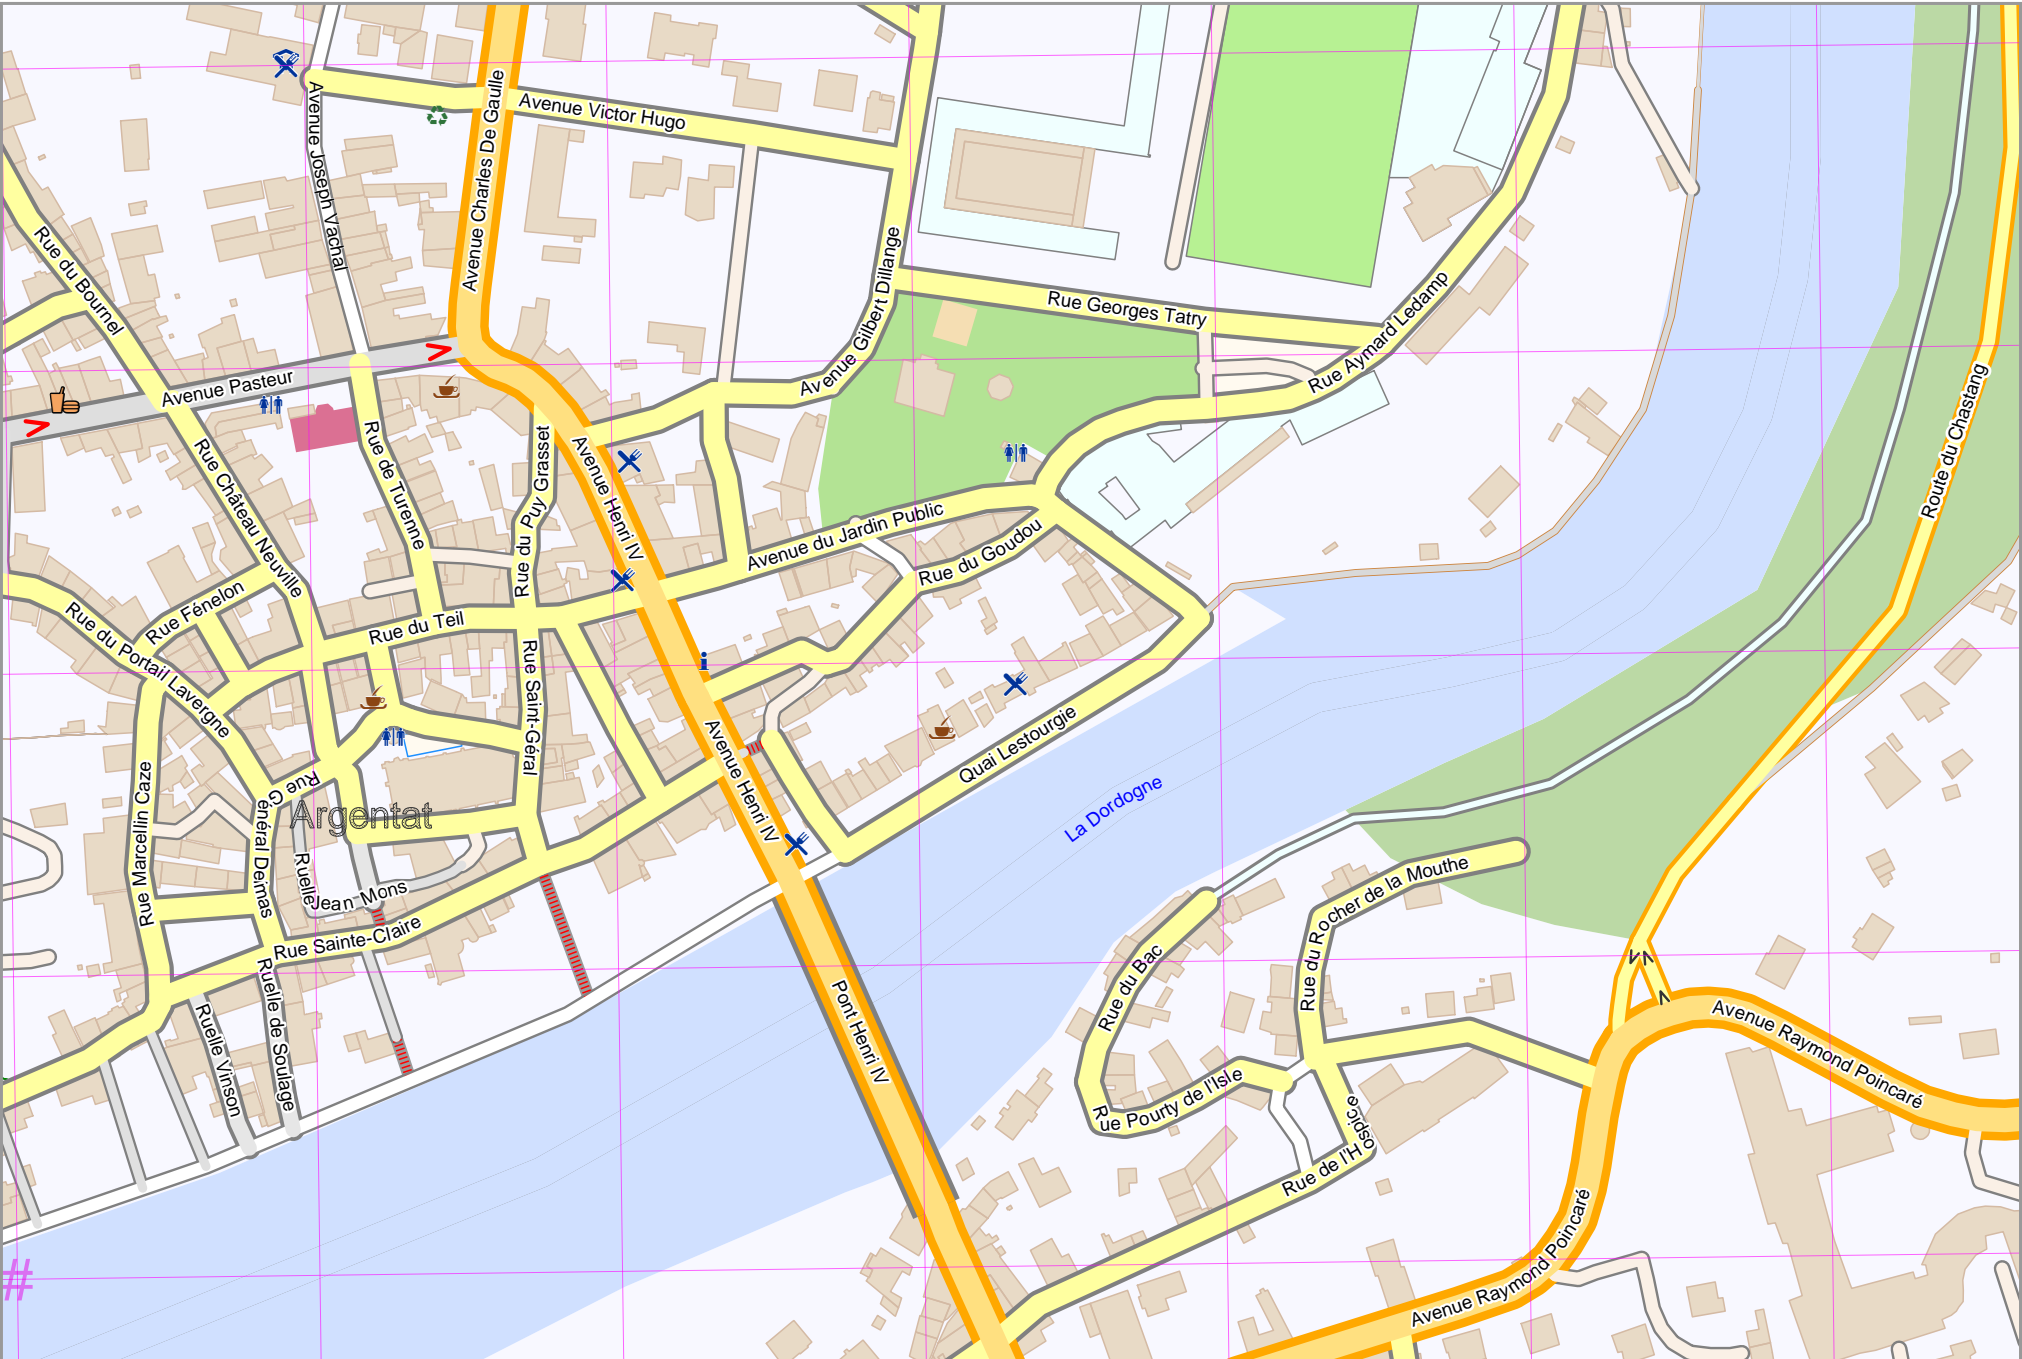 Avenue Victor Hugo
Avenue Charles De Gaulle
Avenue Joseph Vachal
Rue du Bournel
Avenue Gilbert Dillange
Rue Georges Tatry
Rue Aymard Ledamp
Avenue Pasteur
Route du Chastang
Rue de Turenne
Rue Château Neuville
Rue du Puy Grasset
Avenue Henri IV
Avenue du Jardin Public
Rue du Goudou
Rue Fénelon
Rue du Portail Lavergne
Rue du Teil
Rue Saint-Géral
i
Avenue Henri IV
Quai Lestourgie
La Dordogne
Rue Marcellin Caze
Rue Général Delmas
Argentat
Ruelle Jean Mons
Rue Sainte-Claire
Rue du Rocher de la Mouthe
Rue du Bac
Ruelle de Soulage
Ruelle Vinson
Pont Henri IV
Avenue Raymond Poincaré
Rue Pourty de l'Isle
Rue de l'Hospice
Avenue Raymond Poincaré
#